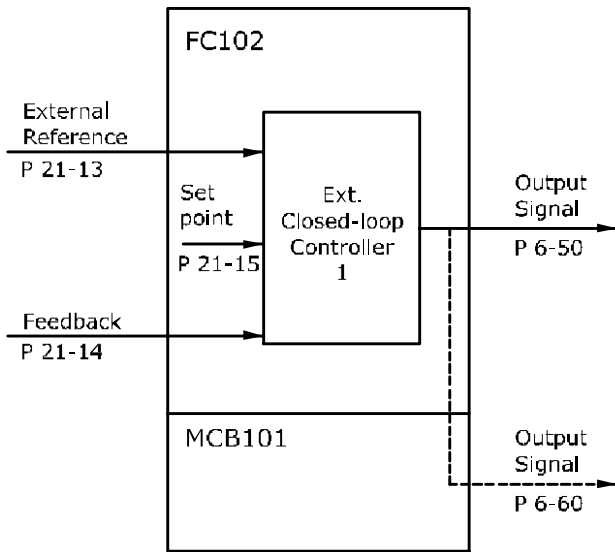 FC102
External
Reference
P 21-13
Set
point
P 21-15
Ext.
Closed-loop
Controller
1
Output
Signal
P 6-50
Feedback
P 21-14
MCB101
Output
Signal
P 6-60